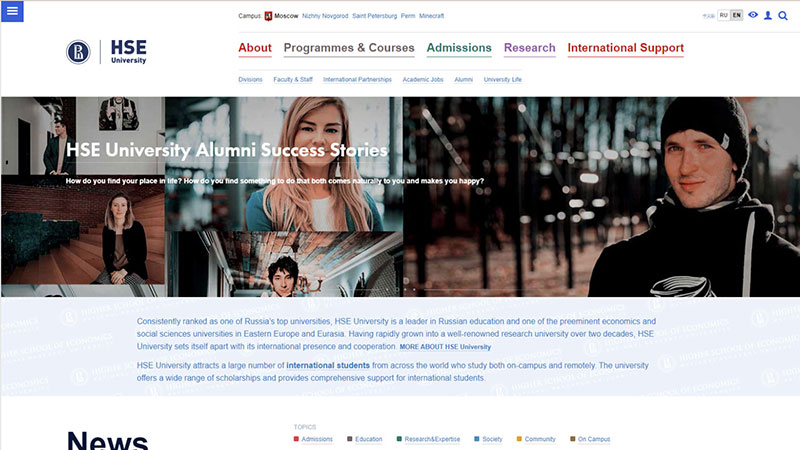 Campus: Moscow Nizhny Novgorod Saint Petersburg Perm Minecraft
RU EN
HSE
University
About Programmes & Courses Admissions Research International Support
Divisions Faculty & Staff International Partnerships Academic Jobs Alumni University Life
HSE University Alumni Success Stories
How do you find your place in life? How do you find something to do that both comes naturally to you and makes you happy?
Consistently ranked as one of Russia's top universities, HSE University is a leader in Russian education and one of the preeminent economics and
social sciences universities in Eastern Europe and Eurasia. Having rapidly grown into a well-renowned research university over two decades, HSE
University sets itself apart with its international presence and cooperation. MORE ABOUT HSE University
HSE University attracts a large number of international students from across the world who study both on-campus and remotely. The university
offers a wide range of scholarships and provides comprehensive support for international students.
News
TOPICS
Admissions Education Research&Expertise Society Community On Campus